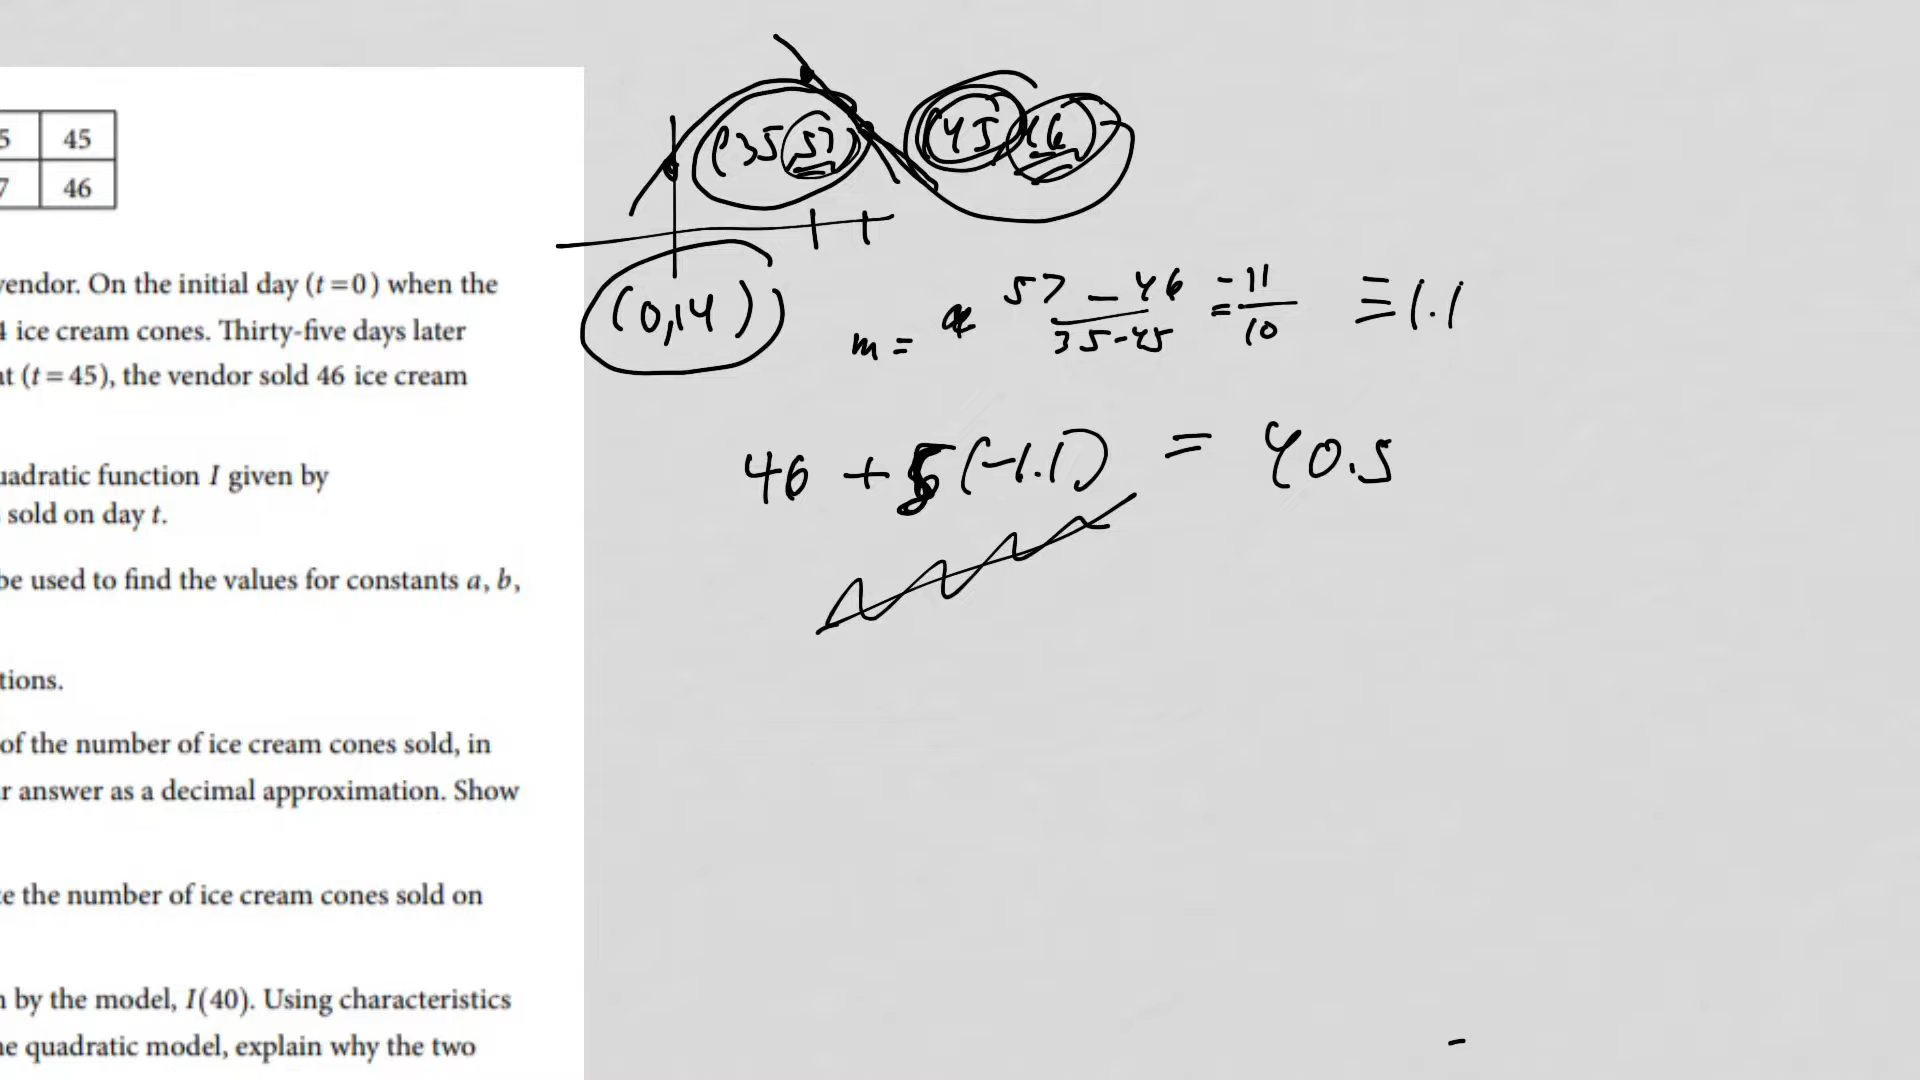 5 45
7 46
vendor. On the initial day (t=0) when the
4 ice cream cones. Thirty-five days later
at (t=45), the vendor sold 46 ice cream
uadratic function I given by
sold on day t.
be used to find the values for constants a, b,
tions.
of the number of ice cream cones sold, in
r answer as a decimal approximation. Show
te the number of ice cream cones sold on
n by the model, I(40). Using characteristics
he quadratic model, explain why the two
(35 57) (45 46)
(0,14)
m = 57 - 46 / 35-45 = -11 / 10 = 1.1
46 + 5(-1.1) = 40.5